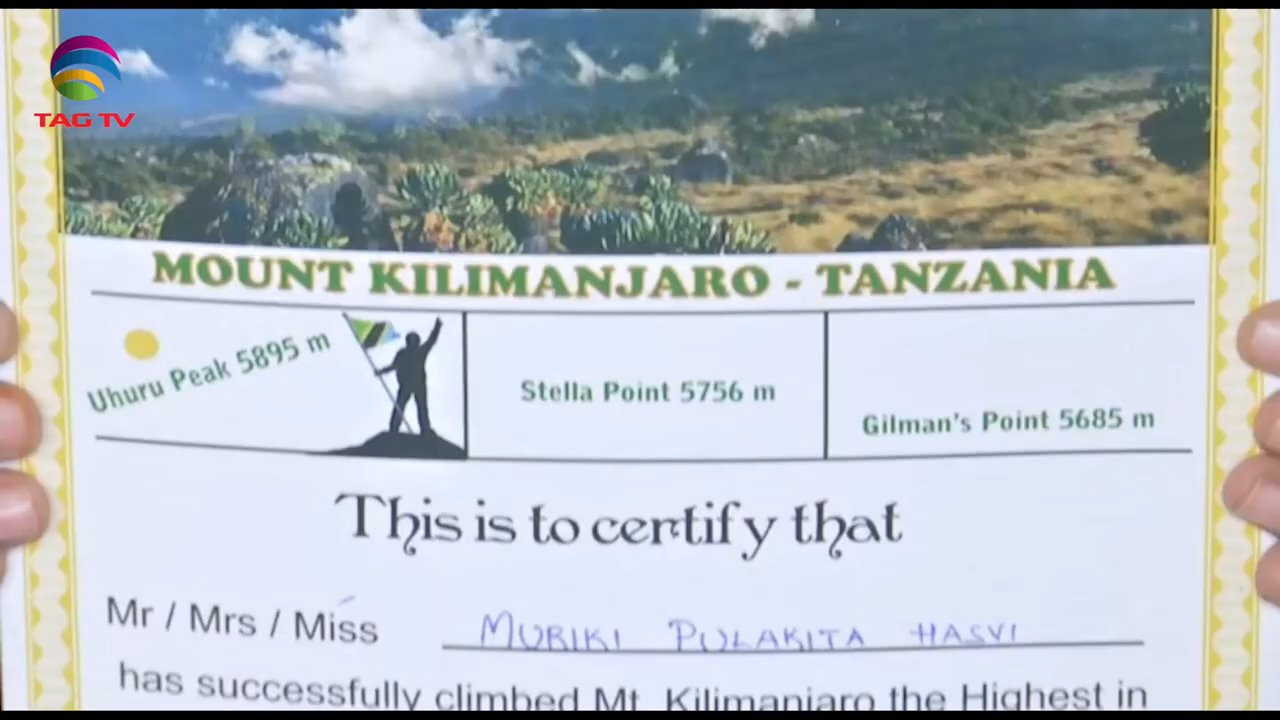 TAG TV
MOUNT KILIMANJARO - TANZANIA
Uhuru Peak 5895 m
Stella Point 5756 m
Gilman's Point 5685 m
This is to certify that
Mr / Mrs / Miss MURIKI PULAKITA HASVI
has successfully climbed Mt. Kilimanjaro the Highest in